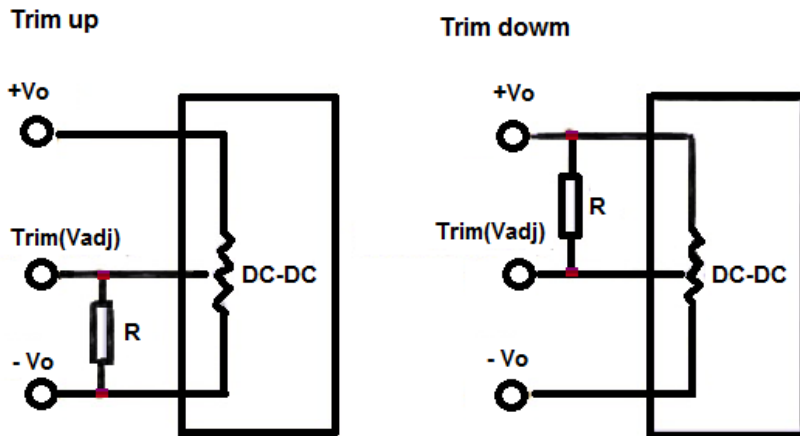 Trim up
+Vo
Trim(Vadj)
DC-DC
R
- Vo
Trim dowm
+Vo
R
Trim(Vadj)
DC-DC
- Vo